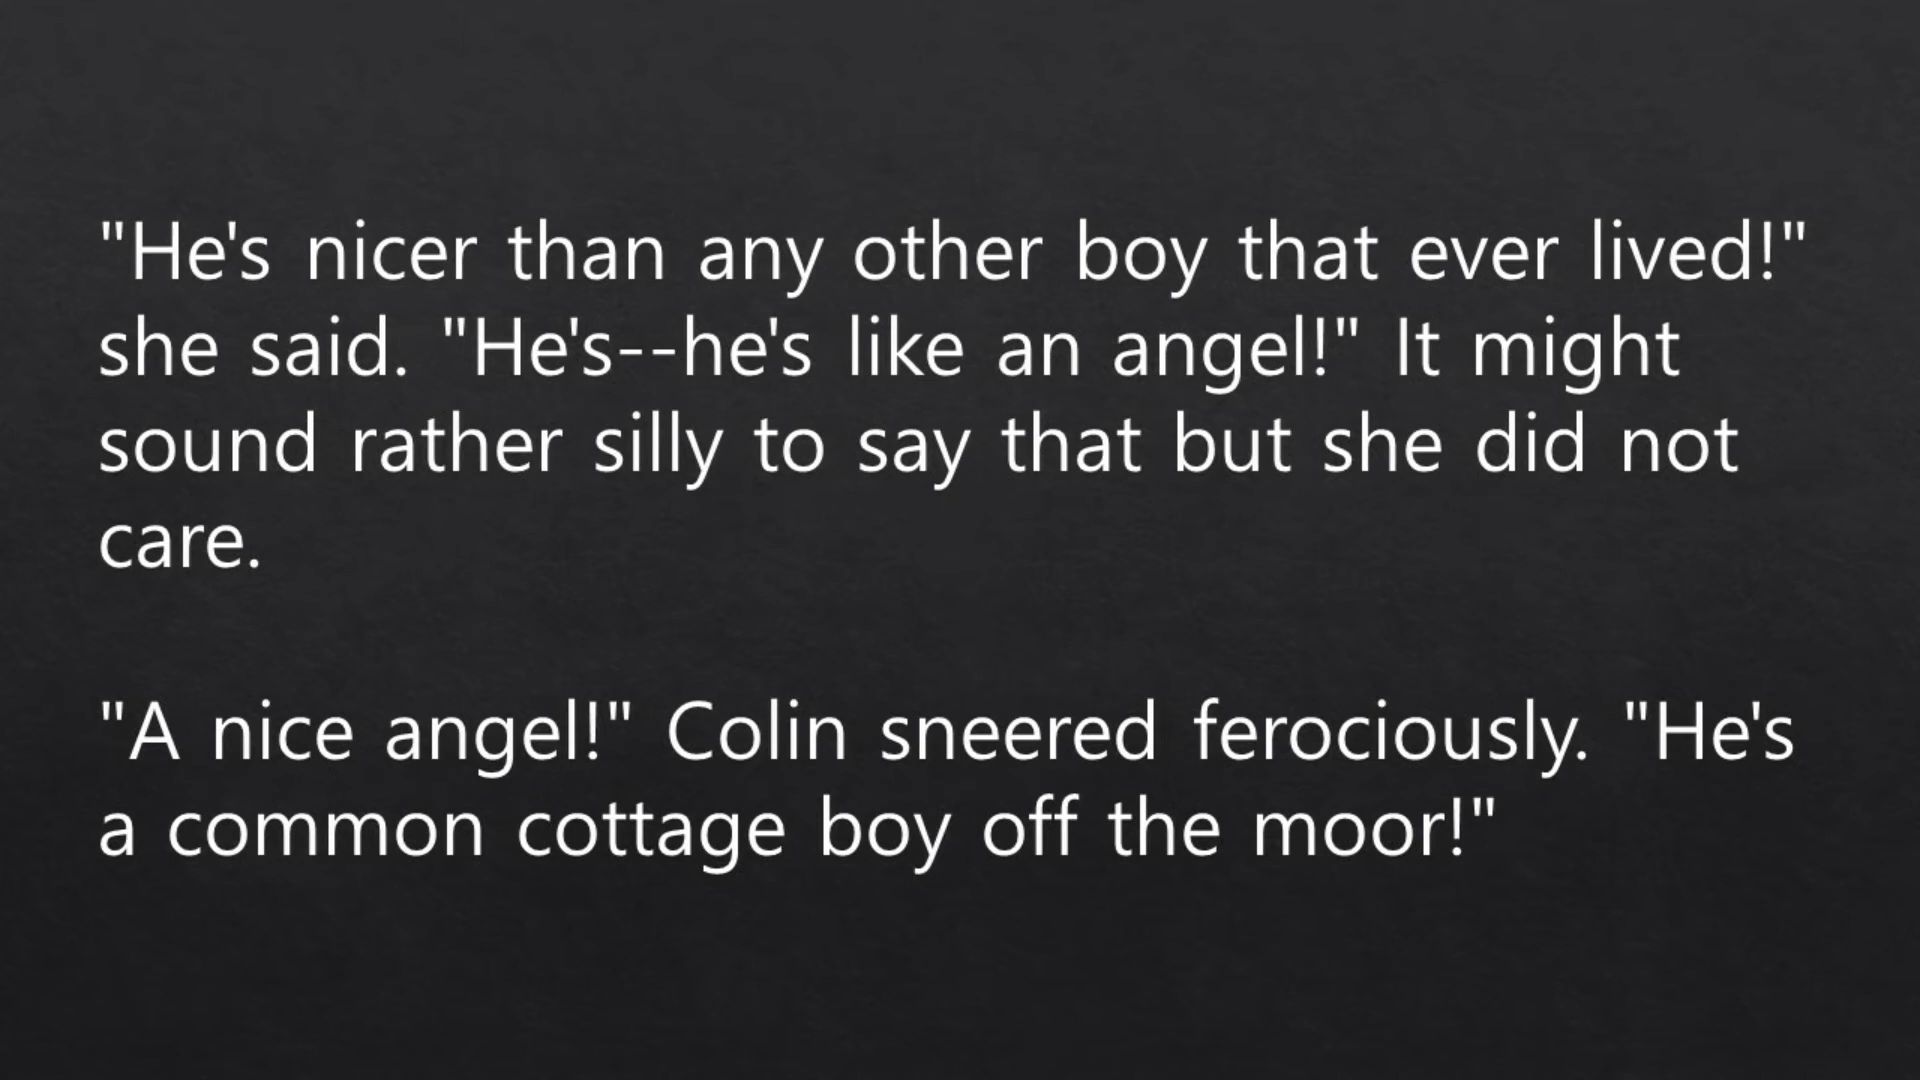 "He's nicer than any other boy that ever lived!"
she said. "He's--he's like an angel!" It might
sound rather silly to say that but she did not
care.
"A nice angel!" Colin sneered ferociously. "He's
a common cottage boy off the moor!"